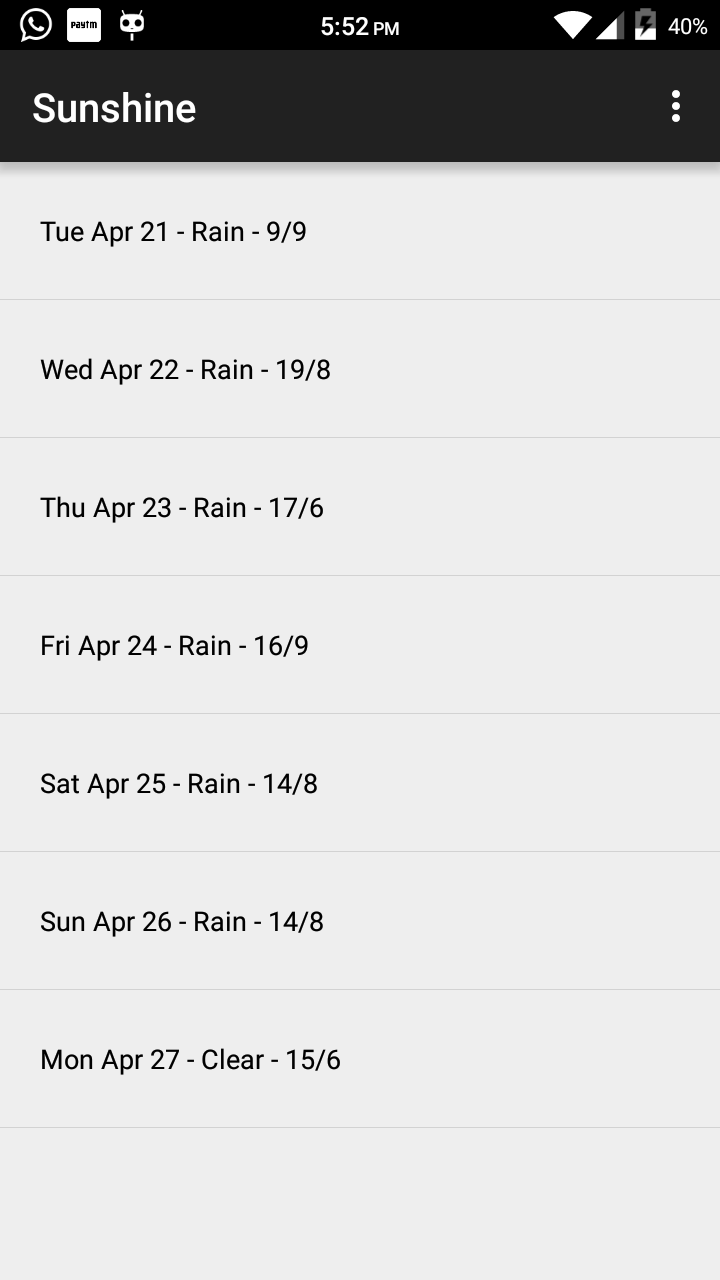 paytm
5:52 PM
40%
Sunshine
Tue Apr 21 - Rain - 9/9
Wed Apr 22 - Rain - 19/8
Thu Apr 23 - Rain - 17/6
Fri Apr 24 - Rain - 16/9
Sat Apr 25 - Rain - 14/8
Sun Apr 26 - Rain - 14/8
Mon Apr 27 - Clear - 15/6